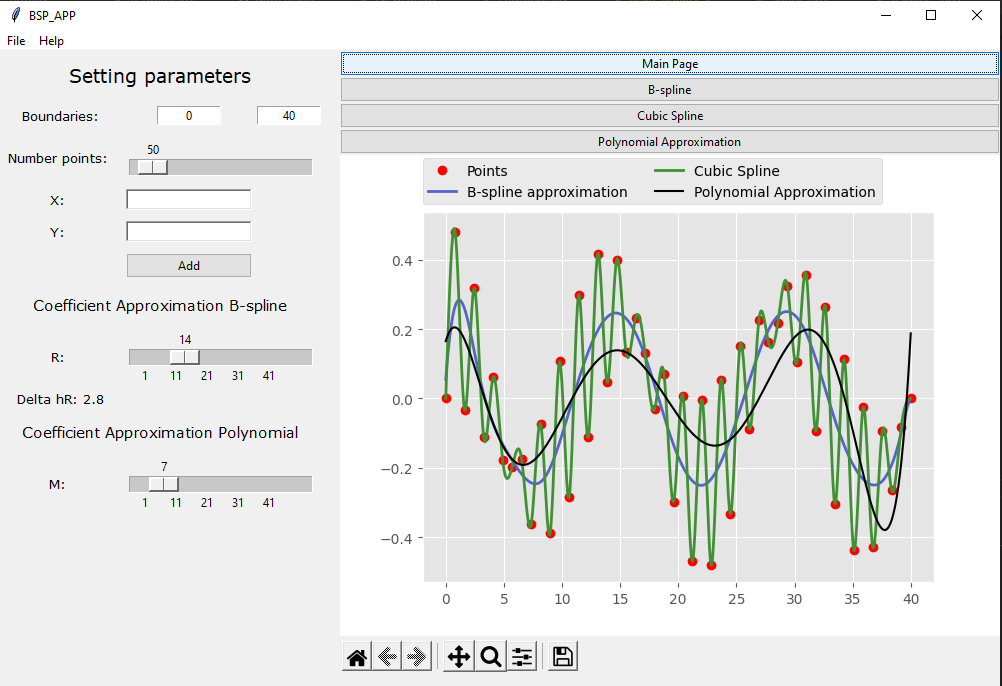 BSP_APP
File Help
Setting parameters
Boundaries: 0 40
Number points: 50
X:
Y:
Add
Coefficient Approximation B-spline
14
R:
1 11 21 31 41
Delta hR: 2.8
Coefficient Approximation Polynomial
7
M:
1 11 21 31 41
Main Page
B-spline
Cubic Spline
Polynomial Approximation
Points
B-spline approximation
Cubic Spline
Polynomial Approximation
0.4
0.2
0.0
−0.2
−0.4
0 5 10 15 20 25 30 35 40